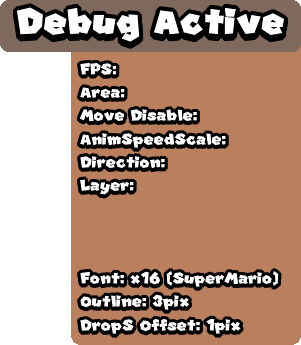 Debug Active
FPS:
Area:
Move Disable:
AnimSpeedScale:
Direction:
Layer:
Font: x16 (SuperMario)
Outline: 3pix
DropS Offset: 1pix